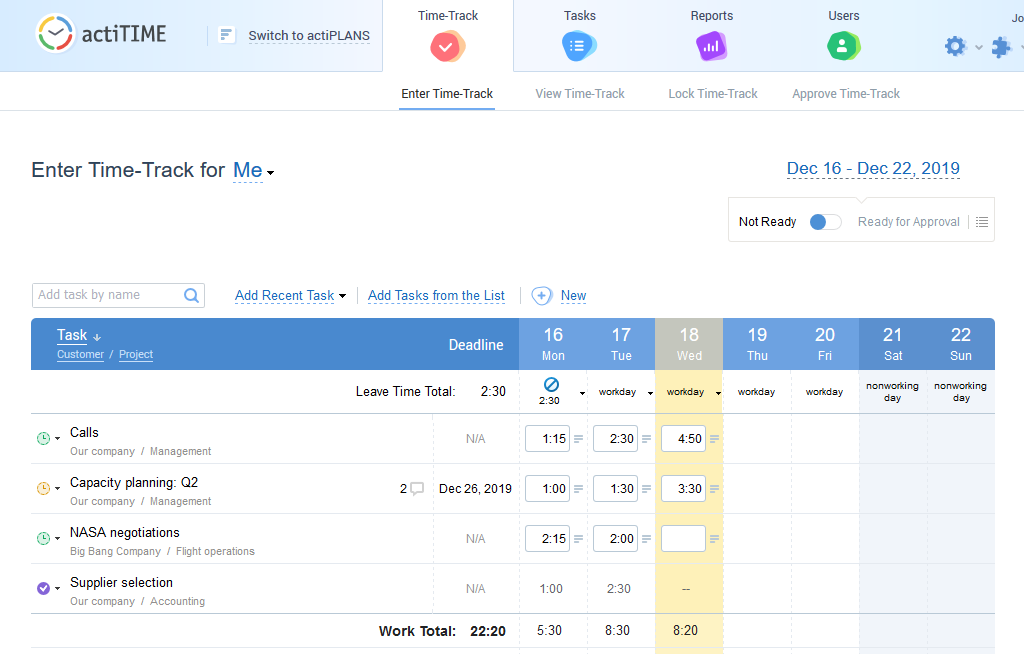 actiTIME
Switch to actiPLANS
Time-Track
Tasks
Reports
Users
Jo
Enter Time-Track
View Time-Track
Lock Time-Track
Approve Time-Track
Enter Time-Track for Me
Dec 16 - Dec 22, 2019
Not Ready
Ready for Approval
Add task by name
Add Recent Task
Add Tasks from the List
New
Task ↓
Customer / Project
Deadline
16 17 18 19 20 21 22
Mon Tue Wed Thu Fri Sat Sun
Leave Time Total: 2:30 2:30 workday workday workday workday nonworking day nonworking day
Calls N/A 1:15 2:30 4:50
Our company / Management
Capacity planning: Q2 2 Dec 26, 2019 1:00 1:30 3:30
Our company / Management
NASA negotiations N/A 2:15 2:00
Big Bang Company / Flight operations
Supplier selection N/A 1:00 2:30 --
Our company / Accounting
Work Total: 22:20 5:30 8:30 8:20